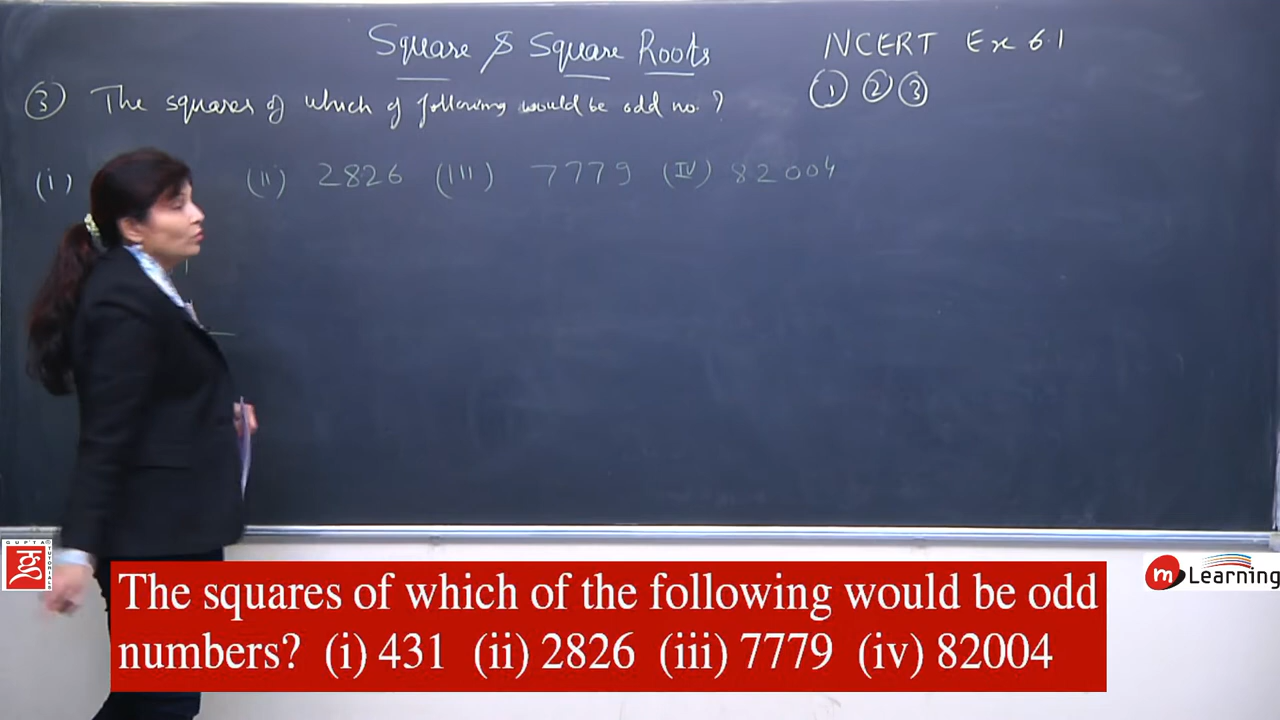 Square & Square Roots
NCERT Ex 6.1
① ② ③
③ The squares of which of following would be odd no. ?
(i) (ii) 2826 (iii) 7779 (iv) 82004
GUPTA TUTORIALS
m Learning
The squares of which of the following would be odd
numbers? (i) 431 (ii) 2826 (iii) 7779 (iv) 82004